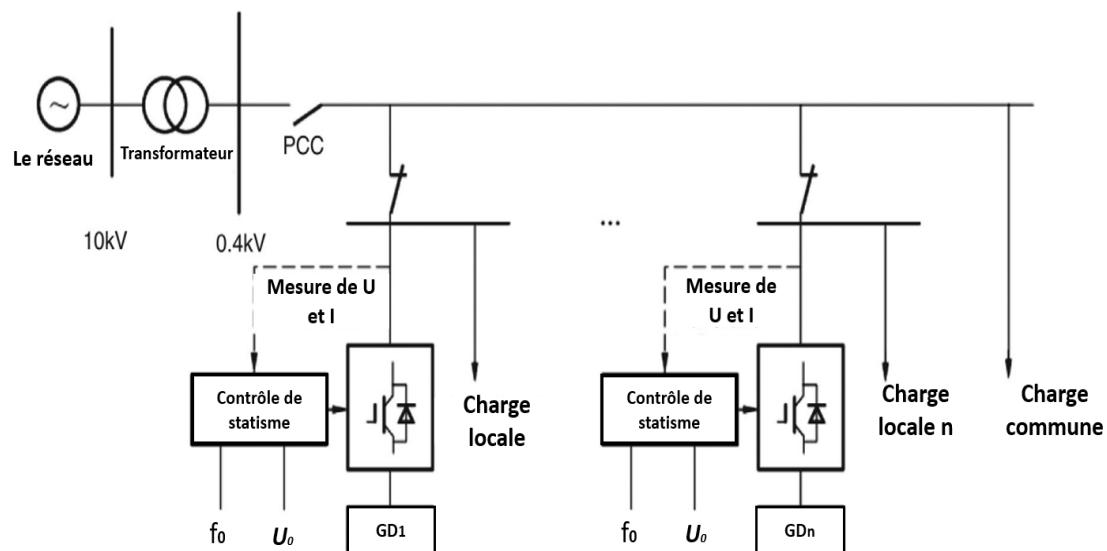 Le réseau
Transformateur
PCC
10kV
0.4kV
...
Mesure de U
et I
Mesure de
U et I
Contrôle de
statisme
Charge
locale
Contrôle de
statisme
Charge
locale n
Charge
commune
f₀
U₀
GD1
f₀
U₀
GDn